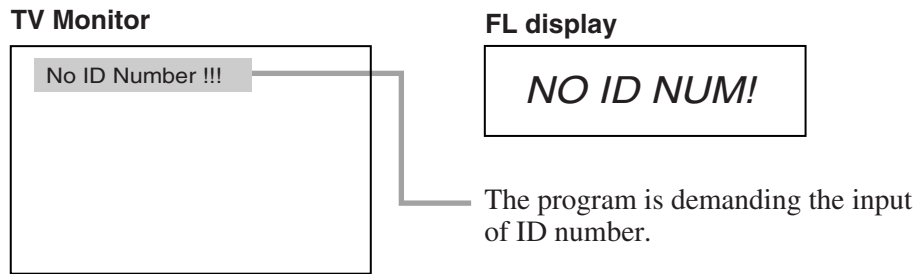 TV Monitor
No ID Number !!!
FL display
NO ID NUM!
The program is demanding the input
of ID number.